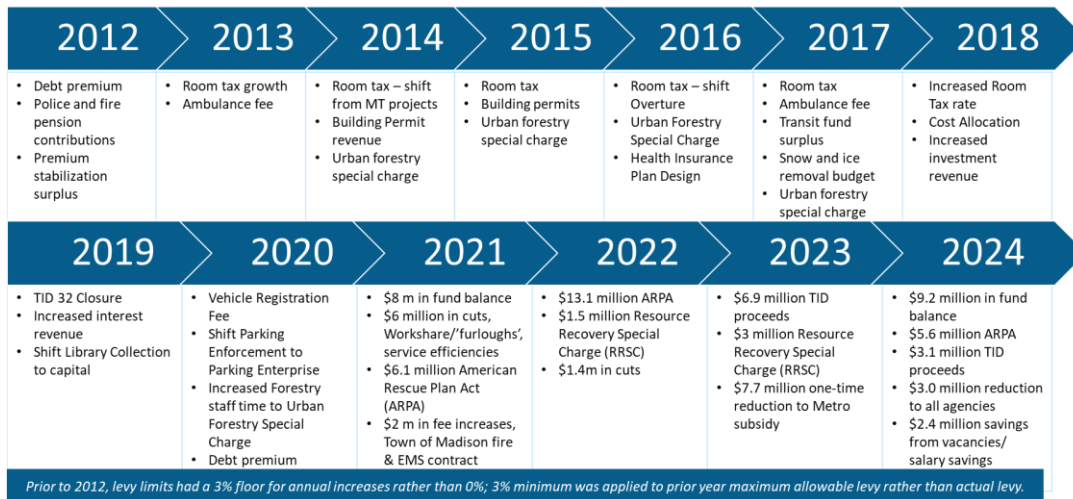 2012
2013
2014
2015
2016
2017
2018
• Debt premium
• Police and fire
pension
contributions
• Premium
stabilization
surplus
• Room tax growth
• Ambulance fee
• Room tax – shift
from MT projects
• Building Permit
revenue
• Urban forestry
special charge
• Room tax
• Building permits
• Urban forestry
special charge
• Room tax – shift
Overture
• Urban Forestry
Special Charge
• Health Insurance
Plan Design
• Room tax
• Ambulance fee
• Transit fund
surplus
• Snow and ice
removal budget
• Urban forestry
special charge
• Increased Room
Tax rate
• Cost Allocation
• Increased
investment
revenue
2019
2020
2021
2022
2023
2024
• TID 32 Closure
• Increased interest
revenue
• Shift Library Collection
to capital
• Vehicle Registration
Fee
• Shift Parking
Enforcement to
Parking Enterprise
• Increased Forestry
staff time to Urban
Forestry Special
Charge
• Debt premium
• $8 m in fund balance
• $6 million in cuts,
Workshare/’furloughs’,
service efficiencies
• $6.1 million American
Rescue Plan Act
(ARPA)
• $2 m in fee increases,
Town of Madison fire
& EMS contract
• $13.1 million ARPA
• $1.5 million Resource
Recovery Special
Charge (RRSC)
• $1.4m in cuts
• $6.9 million TID
proceeds
• $3 million Resource
Recovery Special
Charge (RRSC)
• $7.7 million one-time
reduction to Metro
subsidy
• $9.2 million in fund
balance
• $5.6 million ARPA
• $3.1 million TID
proceeds
• $3.0 million reduction
to all agencies
• $2.4 million savings
from vacancies/
salary savings
Prior to 2012, levy limits had a 3% floor for annual increases rather than 0%; 3% minimum was applied to prior year maximum allowable levy rather than actual levy.